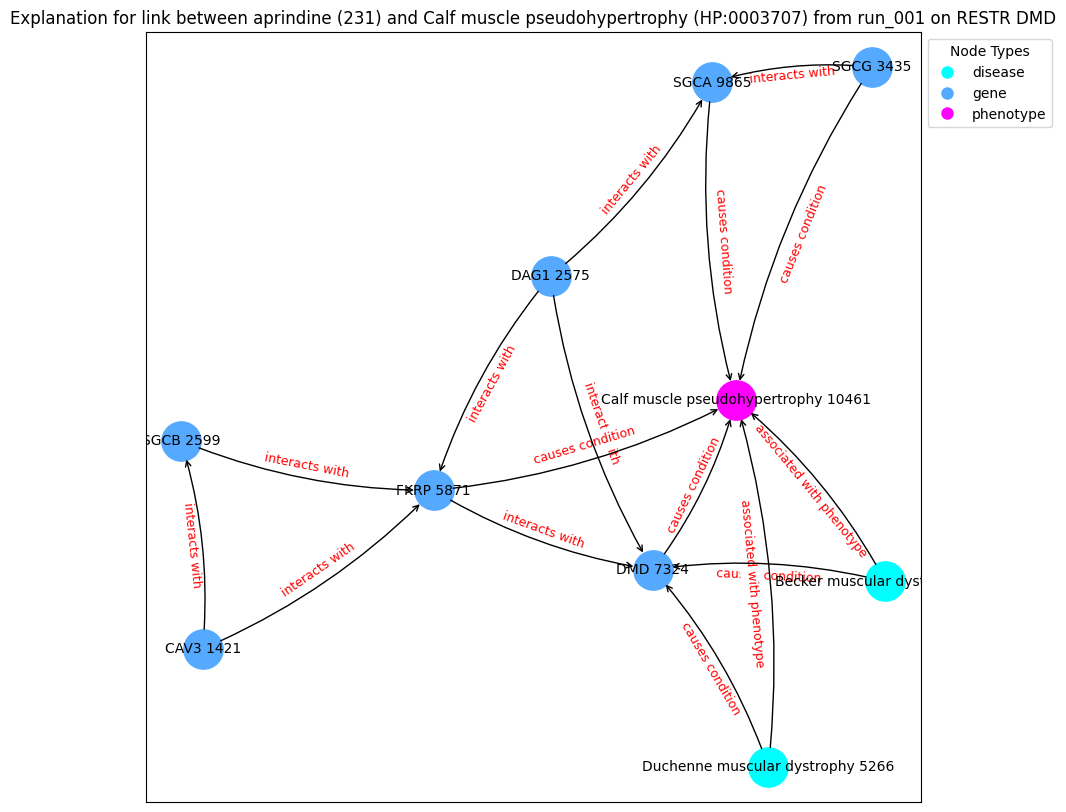 Explanation for link between aprindine (231) and Calf muscle pseudohypertrophy (HP:0003707) from run_001 on RESTR DMD
Node Types
disease
gene
phenotype
SGCG 3435
interacts with
SGCA 9865
interacts with
causes condition
causes condition
DAG1 2575
interacts with
Calf muscle pseudohypertrophy 10461
causes condition
associated with phenotype
SGCB 2599
interacts with
FKRP 5871
causes condition
interacts with
interacts with
interacts with
DMD 7324
condition
Becker muscular
associated with phenotype
CAV3 1421
causes condition
Duchenne muscular dystrophy 5266